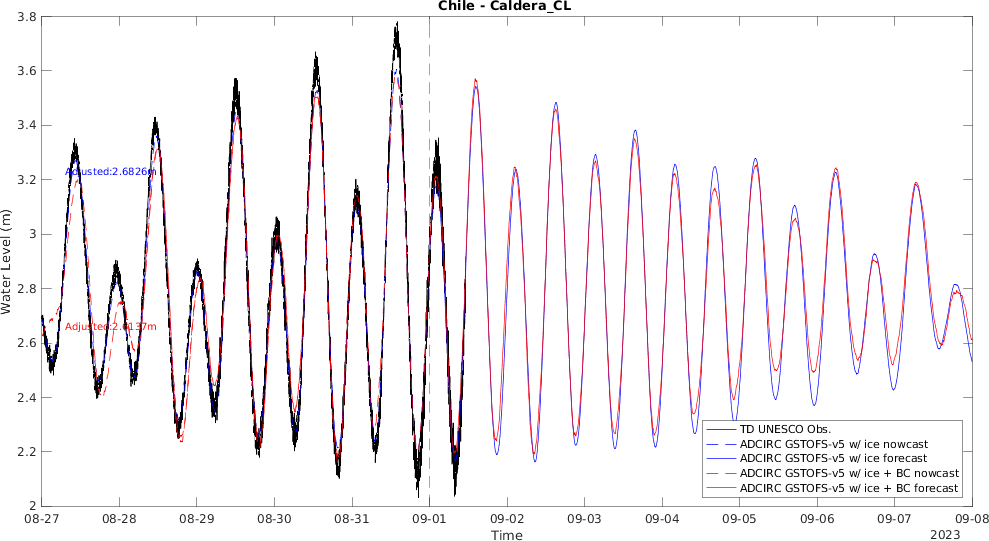 Chile - Caldera_CL
Water Level (m)
3.8
3.6
3.4
3.2
3
2.8
2.6
2.4
2.2
2
Adjusted:2.6826m
Adjusted:2.6137m
TD UNESCO Obs.
ADCIRC GSTOFS-v5 w/ ice nowcast
ADCIRC GSTOFS-v5 w/ ice forecast
ADCIRC GSTOFS-v5 w/ ice + BC nowcast
ADCIRC GSTOFS-v5 w/ ice + BC forecast
08-27 08-28 08-29 08-30 08-31 09-01 09-02 09-03 09-04 09-05 09-06 09-07 09-08
Time
2023